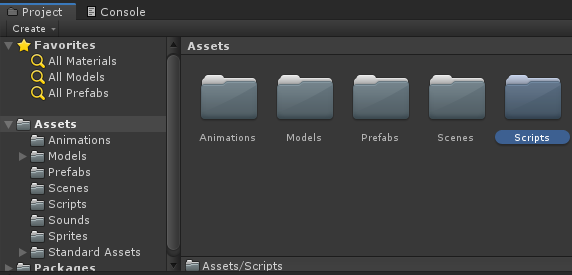 Project
Console
Create
Favorites
All Materials
All Models
All Prefabs
Assets
Animations
Models
Prefabs
Scenes
Scripts
Sounds
Sprites
Standard Assets
Packages
Assets
Animations
Models
Prefabs
Scenes
Scripts
Assets/Scripts